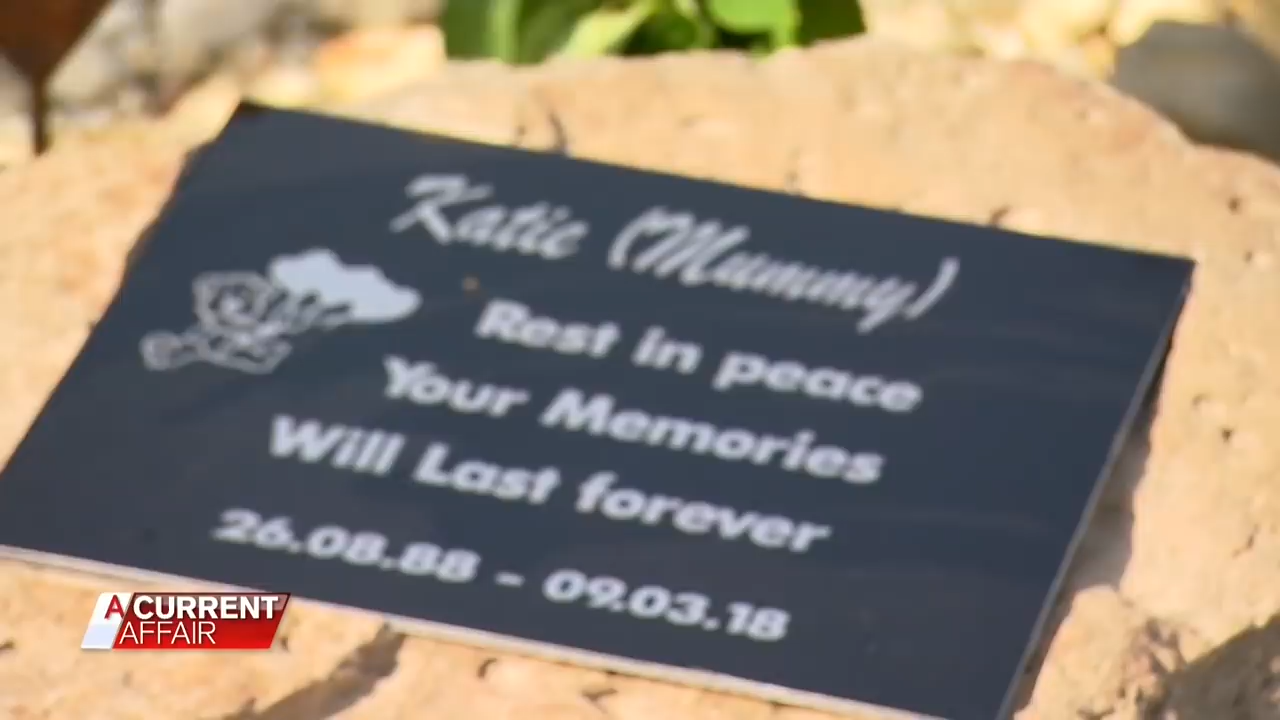 Katie (Mummy)
Rest in peace
Your Memories
Will Last forever
26.08.88 - 09.03.18
A CURRENT
AFFAIR